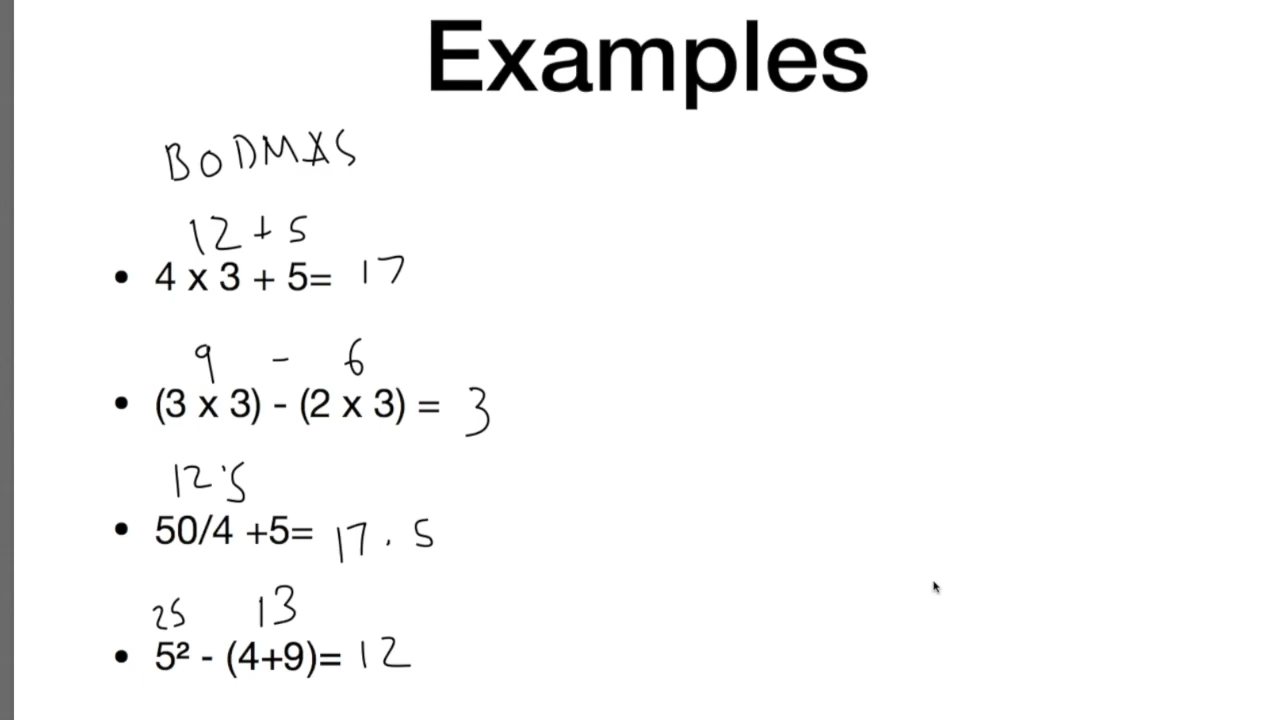 Examples
BODMAS
12 + 5
• 4 x 3 + 5= 17
9 - 6
• (3 x 3) - (2 x 3) = 3
12.5
• 50/4 +5= 17.5
25 13
• 5² - (4+9)= 12